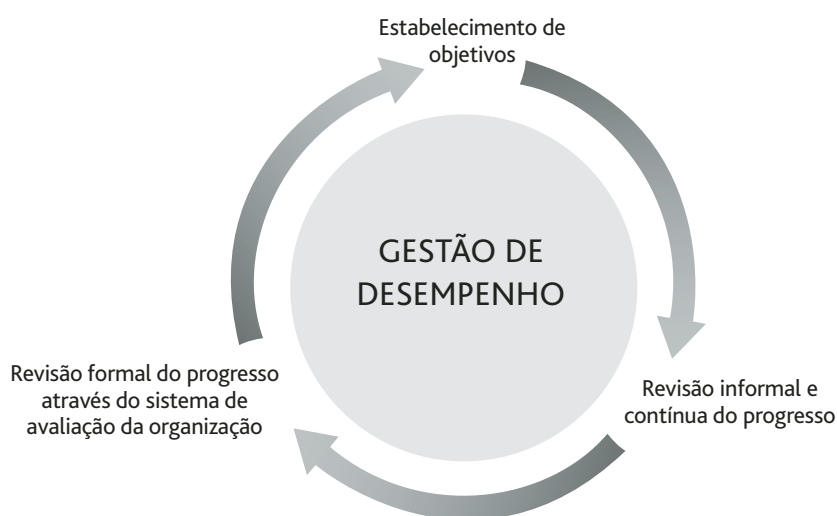 Estabelecimento de
objetivos
GESTÃO DE
DESEMPENHO
Revisão informal e
contínua do progresso
Revisão formal do progresso
através do sistema de
avaliação da organização